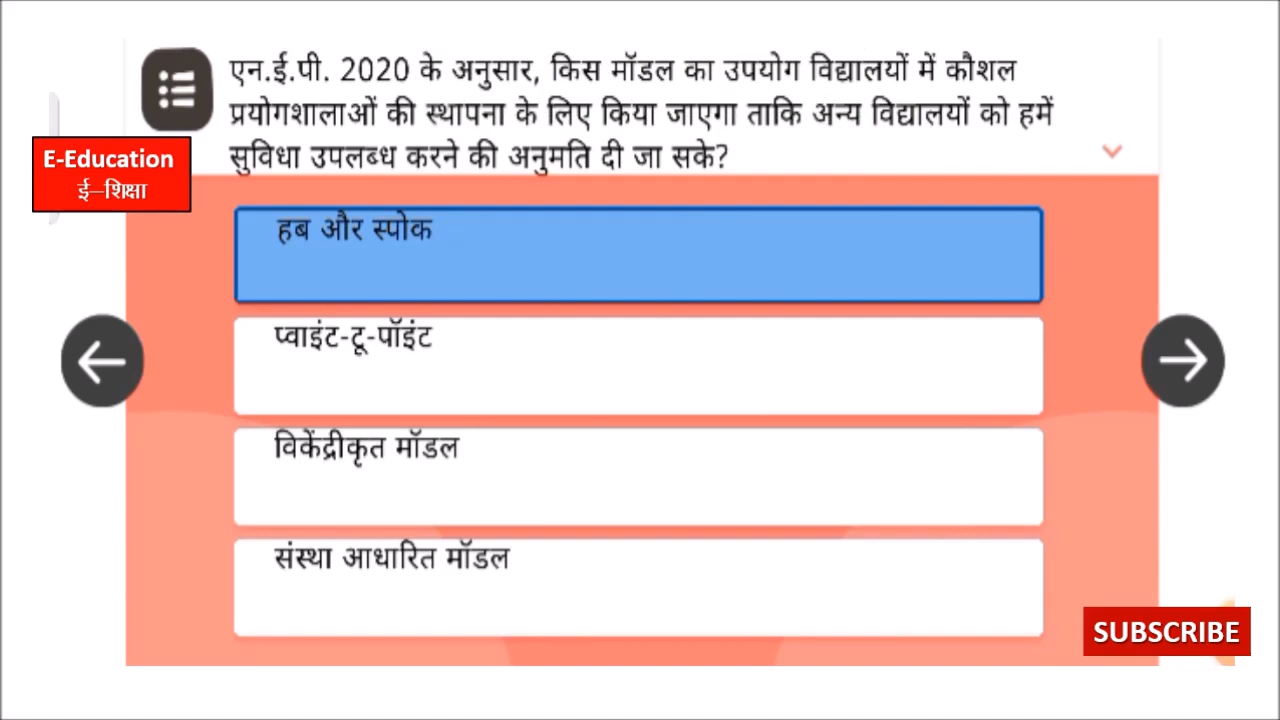 एन.ई.पी. 2020 के अनुसार, किस मॉडल का उपयोग विद्यालयों में कौशल
प्रयोगशालाओं की स्थापना के लिए किया जाएगा ताकि अन्य विद्यालयों को हमें
सुविधा उपलब्ध करने की अनुमति दी जा सके?
E-Education
ई–शिक्षा
हब और स्पोक
प्वाइंट-टू-पॉइंट
विकेंद्रीकृत मॉडल
संस्था आधारित मॉडल
SUBSCRIBE